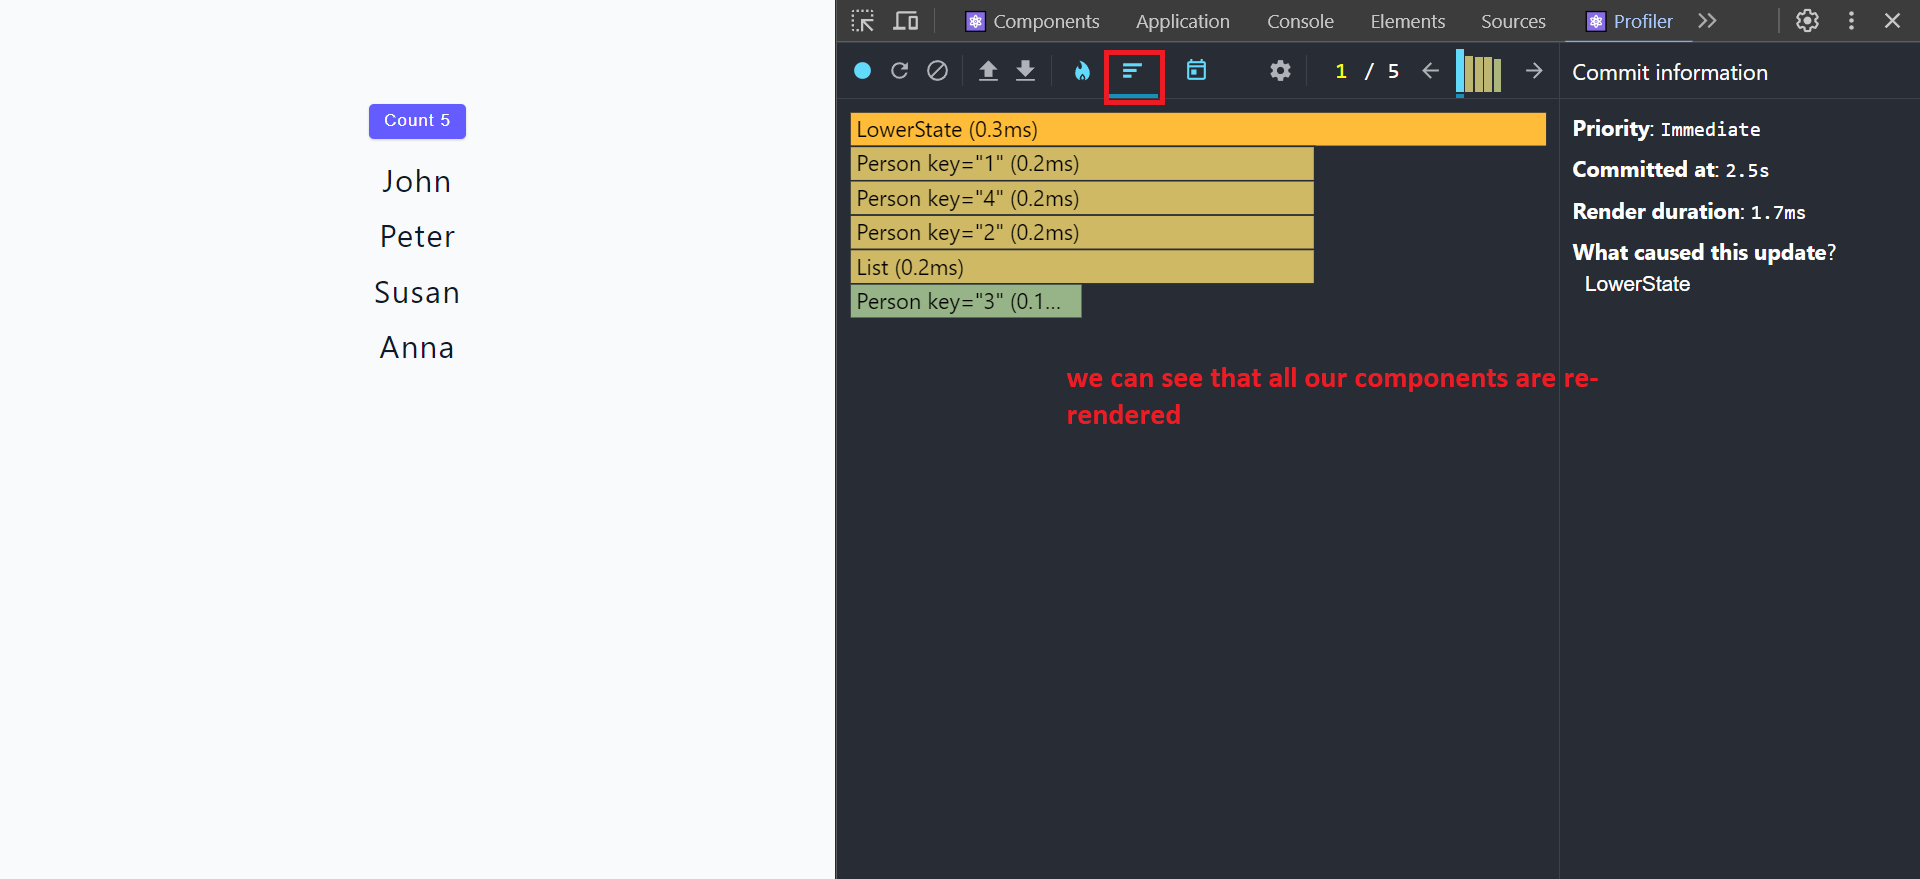 Components Application Console Elements Sources Profiler
1 / 5
Commit information
Count 5
John
Peter
Susan
Anna
LowerState (0.3ms)
Person key="1" (0.2ms)
Person key="4" (0.2ms)
Person key="2" (0.2ms)
List (0.2ms)
Person key="3" (0.1...
we can see that all our components are re-
rendered
Priority: Immediate
Committed at: 2.5s
Render duration: 1.7ms
What caused this update?
LowerState